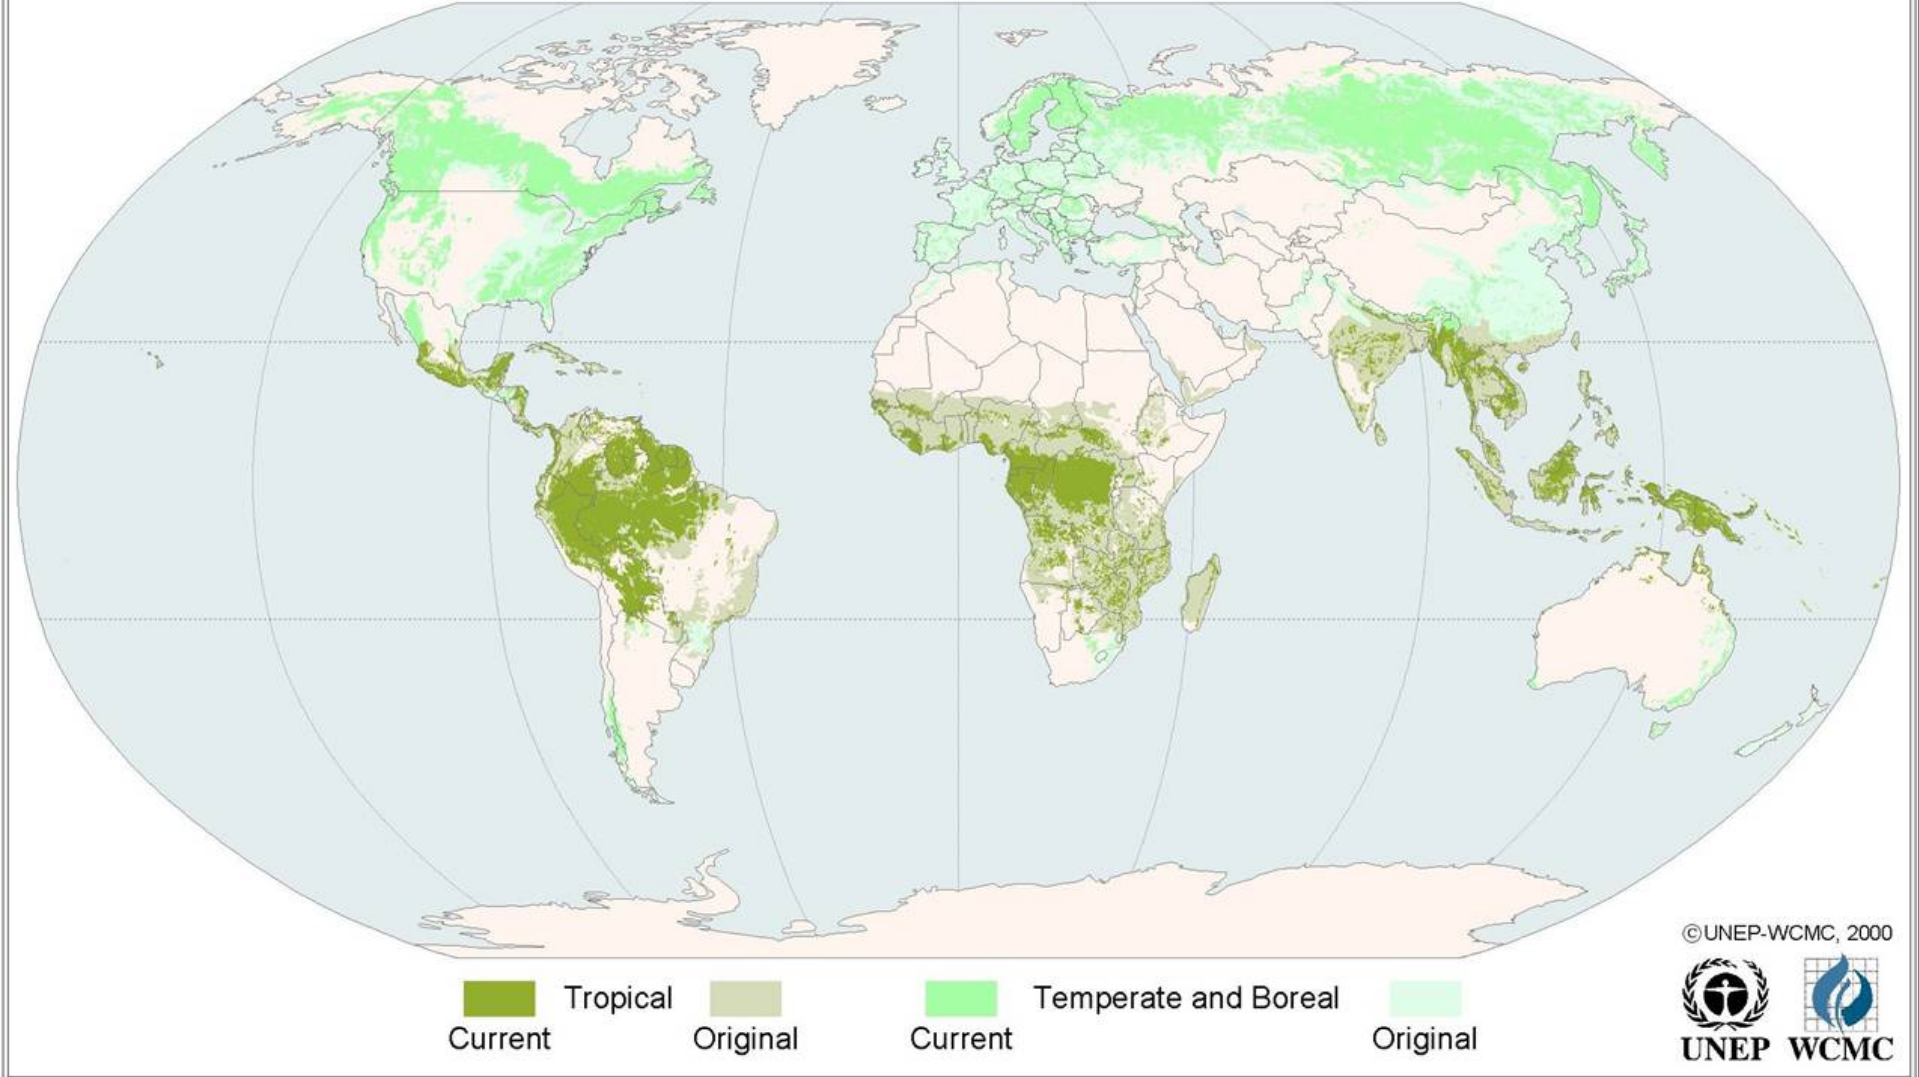 ©UNEP-WCMC, 2000
Tropical
Temperate and Boreal
Current
Original
Current
Original
UNEP WCMC